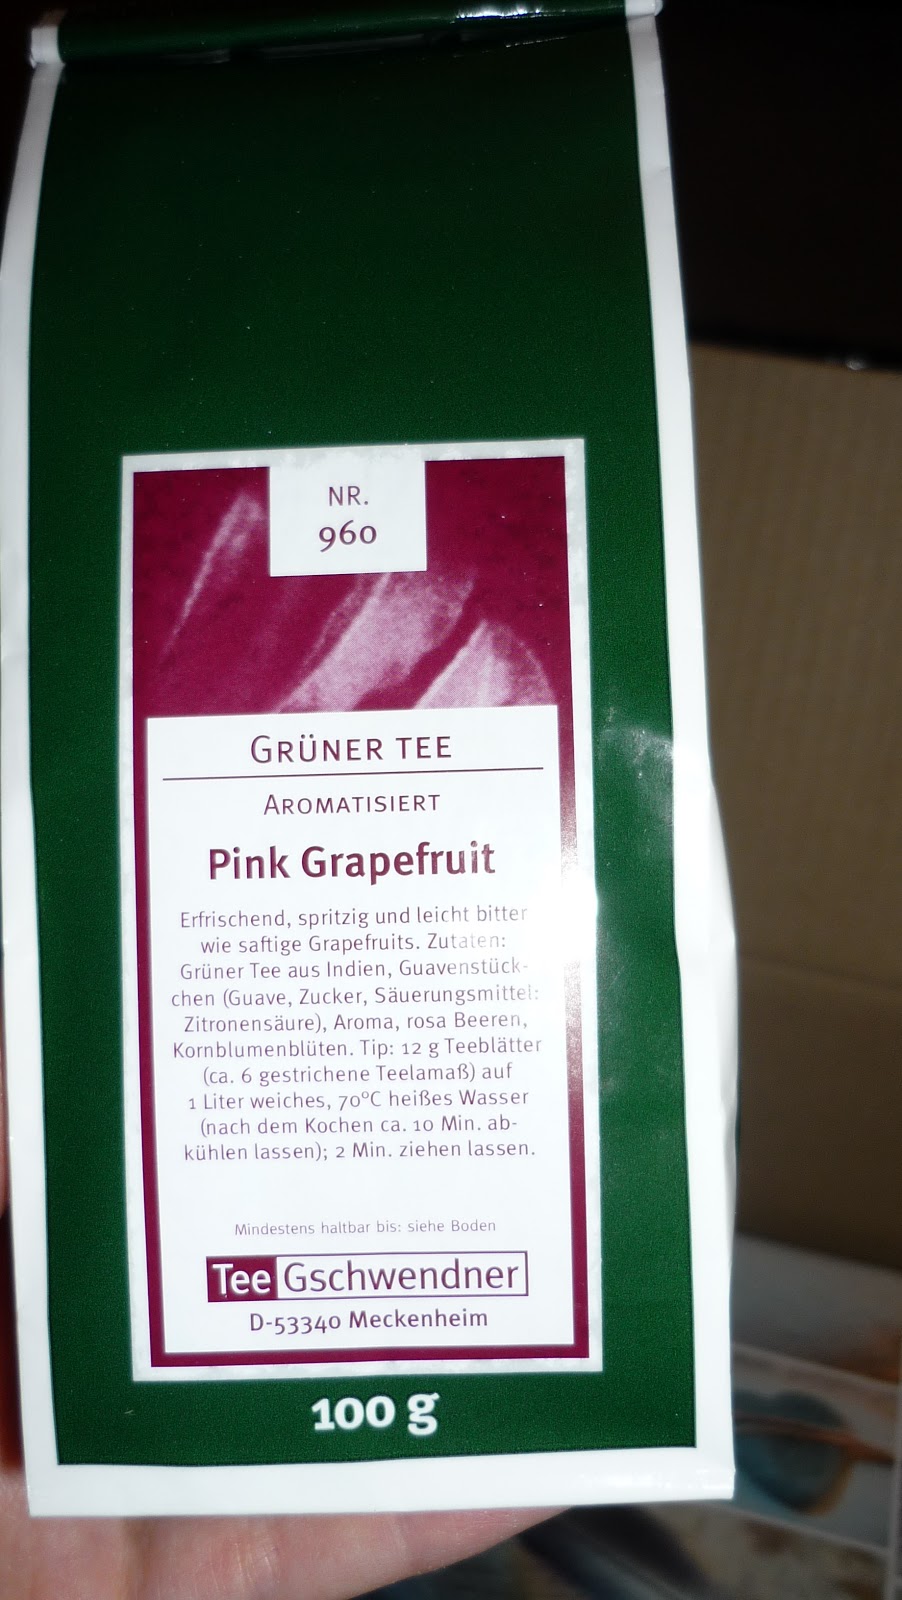 NR.
960
GRÜNER TEE
AROMATISIERT
Pink Grapefruit
Erfrischend, spritzig und leicht bitter
wie saftige Grapefruits. Zutaten:
Grüner Tee aus Indien, Guavenstück-
chen (Guave, Zucker, Säuerungsmittel:
Zitronensäure), Aroma, rosa Beeren,
Kornblumenblüten. Tip: 12 g Teeblätter
(ca. 6 gestrichene Teelamaß) auf
1 Liter weiches, 70°C heißes Wasser
(nach dem Kochen ca. 10 Min. ab-
kühlen lassen); 2 Min. ziehen lassen.
Mindestens haltbar bis: siehe Boden
Tee Gschwendner
D-53340 Meckenheim
100 g